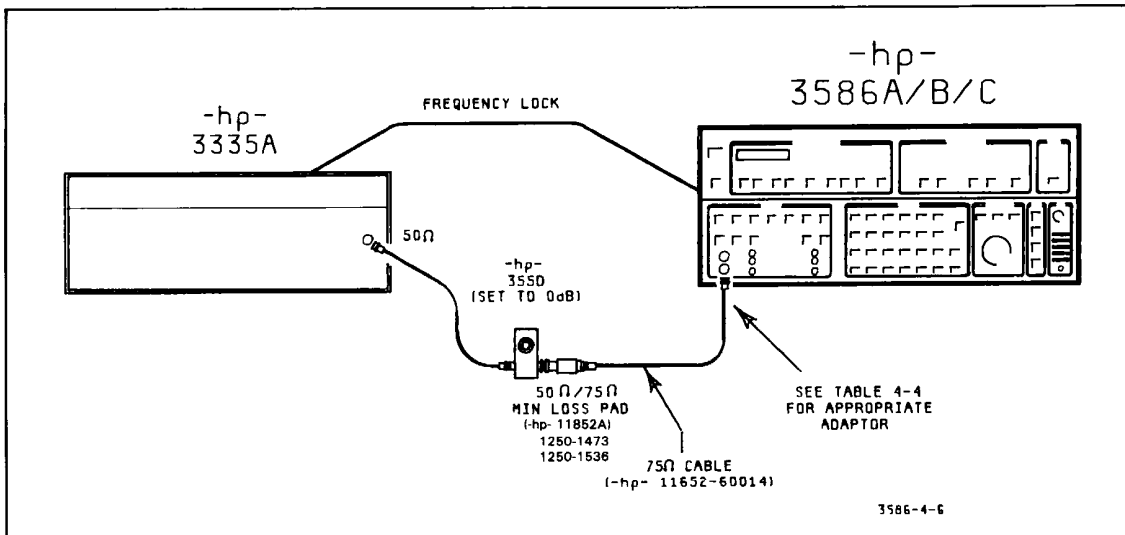 -hp-
3335A
FREQUENCY LOCK
-hp-
3586A/B/C
50Ω
-hp-
355D
(SET TO 0dB)
50Ω/75Ω
MIN LOSS PAD
(-hp- 11852A)
1250-1473
1250-1536
75Ω CABLE
(-hp- 11652-60014)
SEE TABLE 4-4
FOR APPROPRIATE
ADAPTOR
3586-4-6